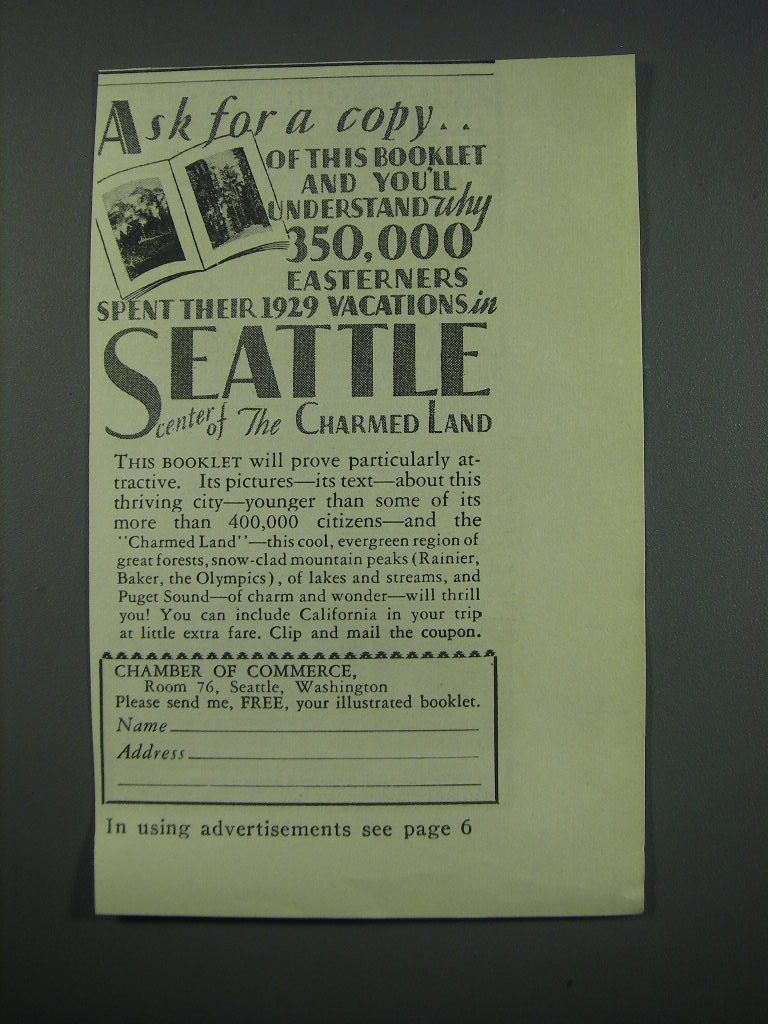 Ask for a copy..
OF THIS BOOKLET
AND YOU'LL
UNDERSTAND why
350,000
EASTERNERS
SPENT THEIR 1929 VACATIONS in
SEATTLE
center of The CHARMED LAND
THIS BOOKLET will prove particularly at-
tractive. Its pictures—its text—about this
thriving city—younger than some of its
more than 400,000 citizens—and the
"Charmed Land"—this cool, evergreen region of
great forests, snow-clad mountain peaks (Rainier,
Baker, the Olympics), of lakes and streams, and
Puget Sound—of charm and wonder—will thrill
you! You can include California in your trip
at little extra fare. Clip and mail the coupon.
CHAMBER OF COMMERCE,
Room 76, Seattle, Washington
Please send me, FREE, your illustrated booklet.
Name
Address
In using advertisements see page 6